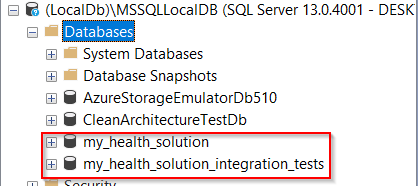 (LocalDb)\MSSQLLocalDB (SQL Server 13.0.4001 - DESK
Databases
System Databases
Database Snapshots
AzureStorageEmulatorDb510
CleanArchitectureTestDb
my_health_solution
my_health_solution_integration_tests
Security